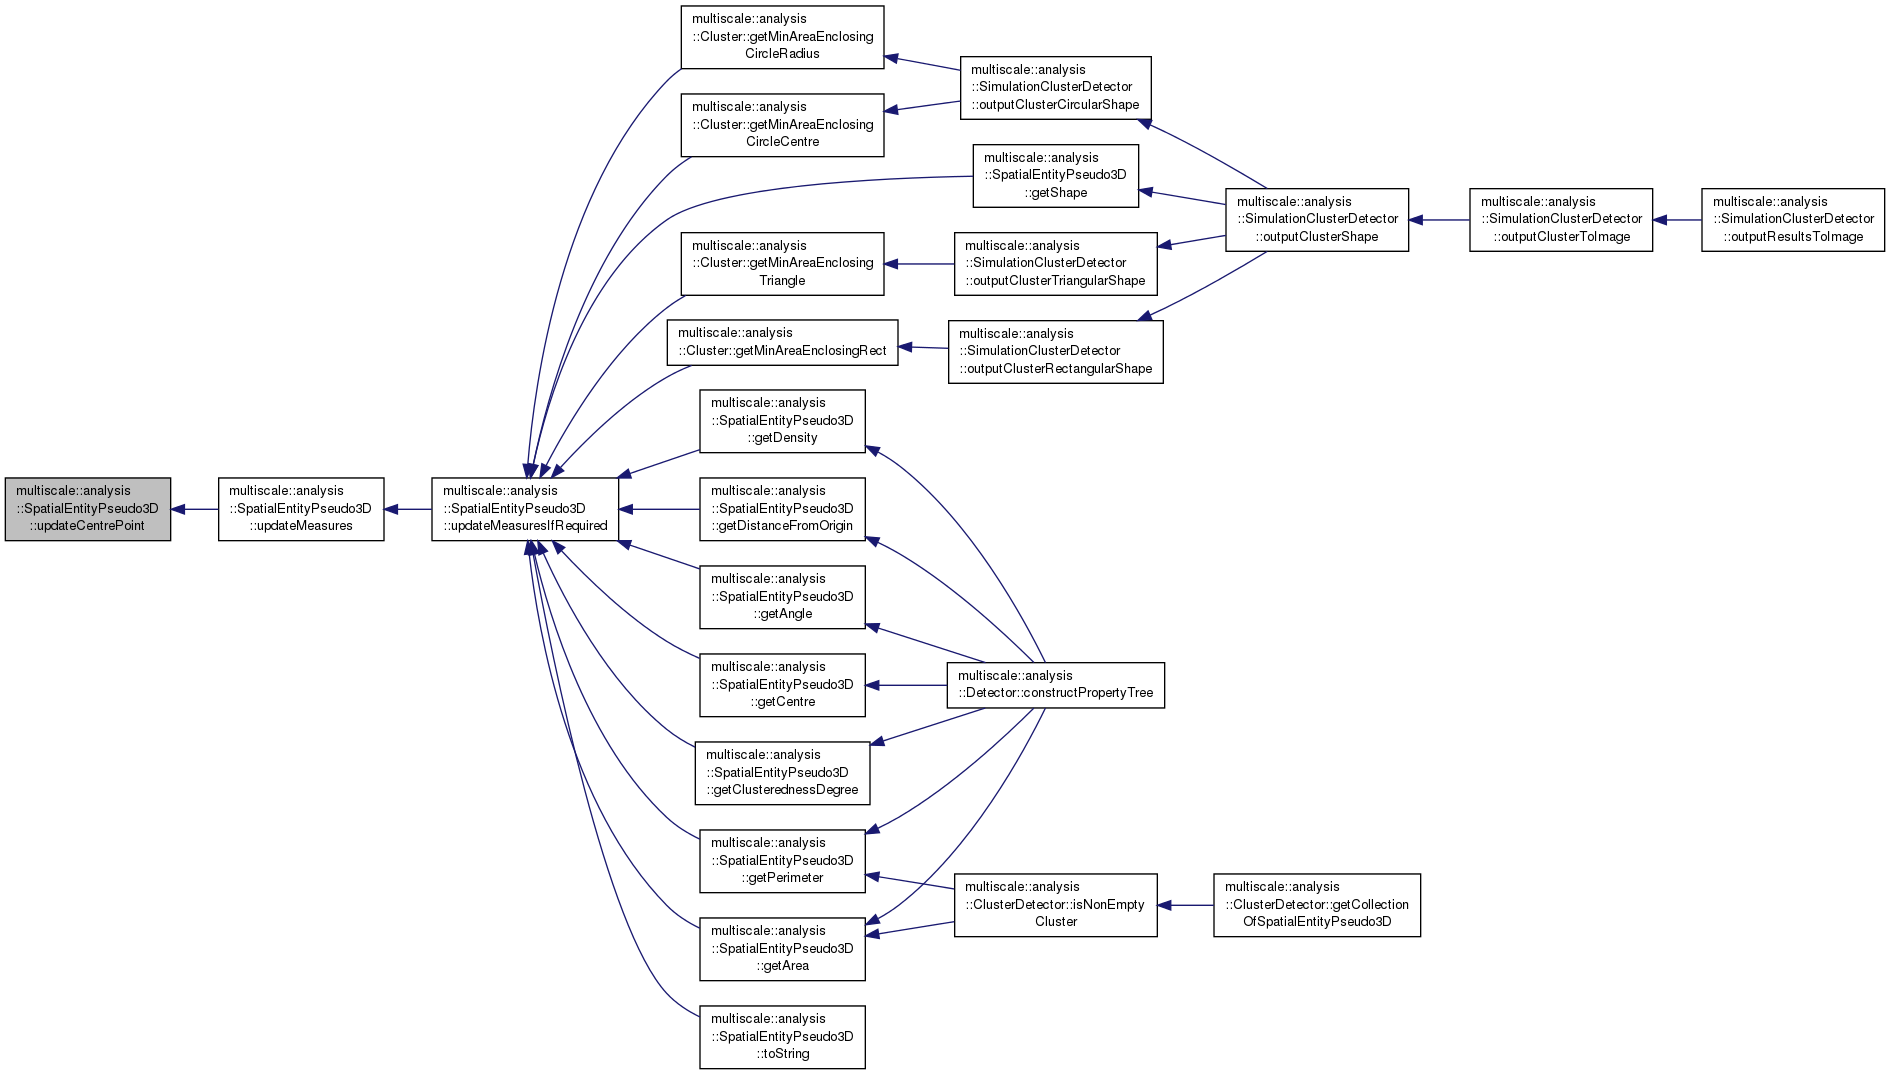 multiscale::analysis
::Cluster::getMinAreaEnclosing
CircleRadius
multiscale::analysis
::SimulationClusterDetector
::outputClusterCircularShape
multiscale::analysis
::Cluster::getMinAreaEnclosing
CircleCentre
multiscale::analysis
::SpatialEntityPseudo3D
::getShape
multiscale::analysis
::SimulationClusterDetector
::outputClusterShape
multiscale::analysis
::SimulationClusterDetector
::outputClusterToImage
multiscale::analysis
::SimulationClusterDetector
::outputResultsToImage
multiscale::analysis
::Cluster::getMinAreaEnclosing
Triangle
multiscale::analysis
::SimulationClusterDetector
::outputClusterTriangularShape
multiscale::analysis
::Cluster::getMinAreaEnclosingRect
multiscale::analysis
::SimulationClusterDetector
::outputClusterRectangularShape
multiscale::analysis
::SpatialEntityPseudo3D
::getDensity
multiscale::analysis
::SpatialEntityPseudo3D
::updateCentrePoint
multiscale::analysis
::SpatialEntityPseudo3D
::updateMeasures
multiscale::analysis
::SpatialEntityPseudo3D
::updateMeasuresIfRequired
multiscale::analysis
::SpatialEntityPseudo3D
::getDistanceFromOrigin
multiscale::analysis
::SpatialEntityPseudo3D
::getAngle
multiscale::analysis
::SpatialEntityPseudo3D
::getCentre
multiscale::analysis
::Detector::constructPropertyTree
multiscale::analysis
::SpatialEntityPseudo3D
::getClusterednessDegree
multiscale::analysis
::SpatialEntityPseudo3D
::getPerimeter
multiscale::analysis
::ClusterDetector::isNonEmpty
Cluster
multiscale::analysis
::ClusterDetector::getCollection
OfSpatialEntityPseudo3D
multiscale::analysis
::SpatialEntityPseudo3D
::getArea
multiscale::analysis
::SpatialEntityPseudo3D
::toString